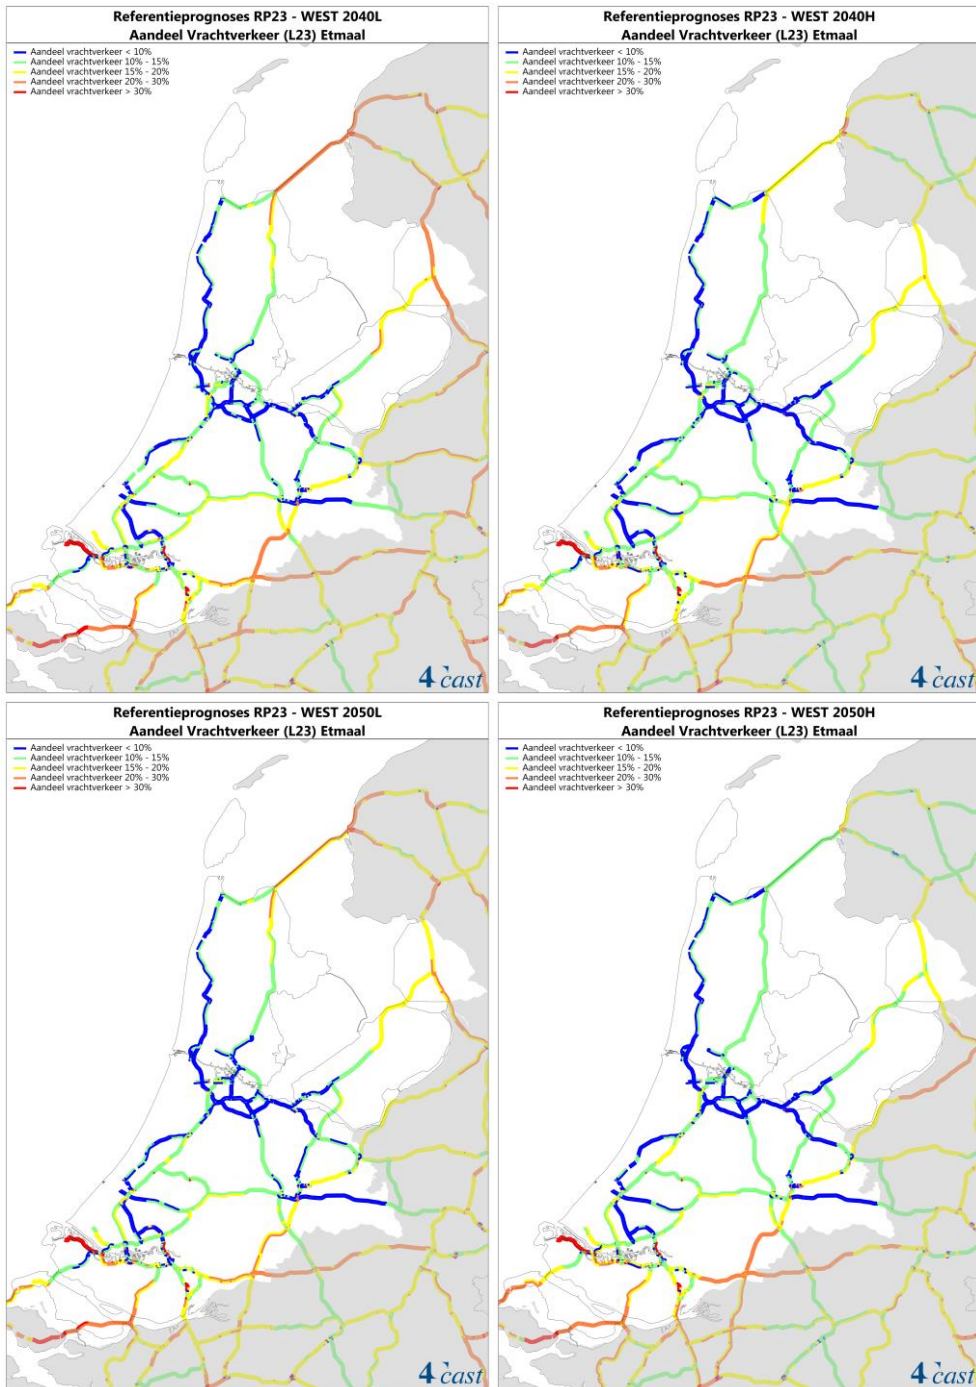 Referentieprognoses RP23 - WEST 2040L
Aandeel Vrachtverkeer (L23) Etmaal
Aandeel vrachtverkeer < 10%
Aandeel vrachtverkeer 10% - 15%
Aandeel vrachtverkeer 15% - 20%
Aandeel vrachtverkeer 20% - 30%
Aandeel vrachtverkeer > 30%
4cast
Referentieprognoses RP23 - WEST 2040H
Aandeel Vrachtverkeer (L23) Etmaal
Aandeel vrachtverkeer < 10%
Aandeel vrachtverkeer 10% - 15%
Aandeel vrachtverkeer 15% - 20%
Aandeel vrachtverkeer 20% - 30%
Aandeel vrachtverkeer > 30%
4cast
Referentieprognoses RP23 - WEST 2050L
Aandeel Vrachtverkeer (L23) Etmaal
Aandeel vrachtverkeer < 10%
Aandeel vrachtverkeer 10% - 15%
Aandeel vrachtverkeer 15% - 20%
Aandeel vrachtverkeer 20% - 30%
Aandeel vrachtverkeer > 30%
4cast
Referentieprognoses RP23 - WEST 2050H
Aandeel Vrachtverkeer (L23) Etmaal
Aandeel vrachtverkeer < 10%
Aandeel vrachtverkeer 10% - 15%
Aandeel vrachtverkeer 15% - 20%
Aandeel vrachtverkeer 20% - 30%
Aandeel vrachtverkeer > 30%
4cast